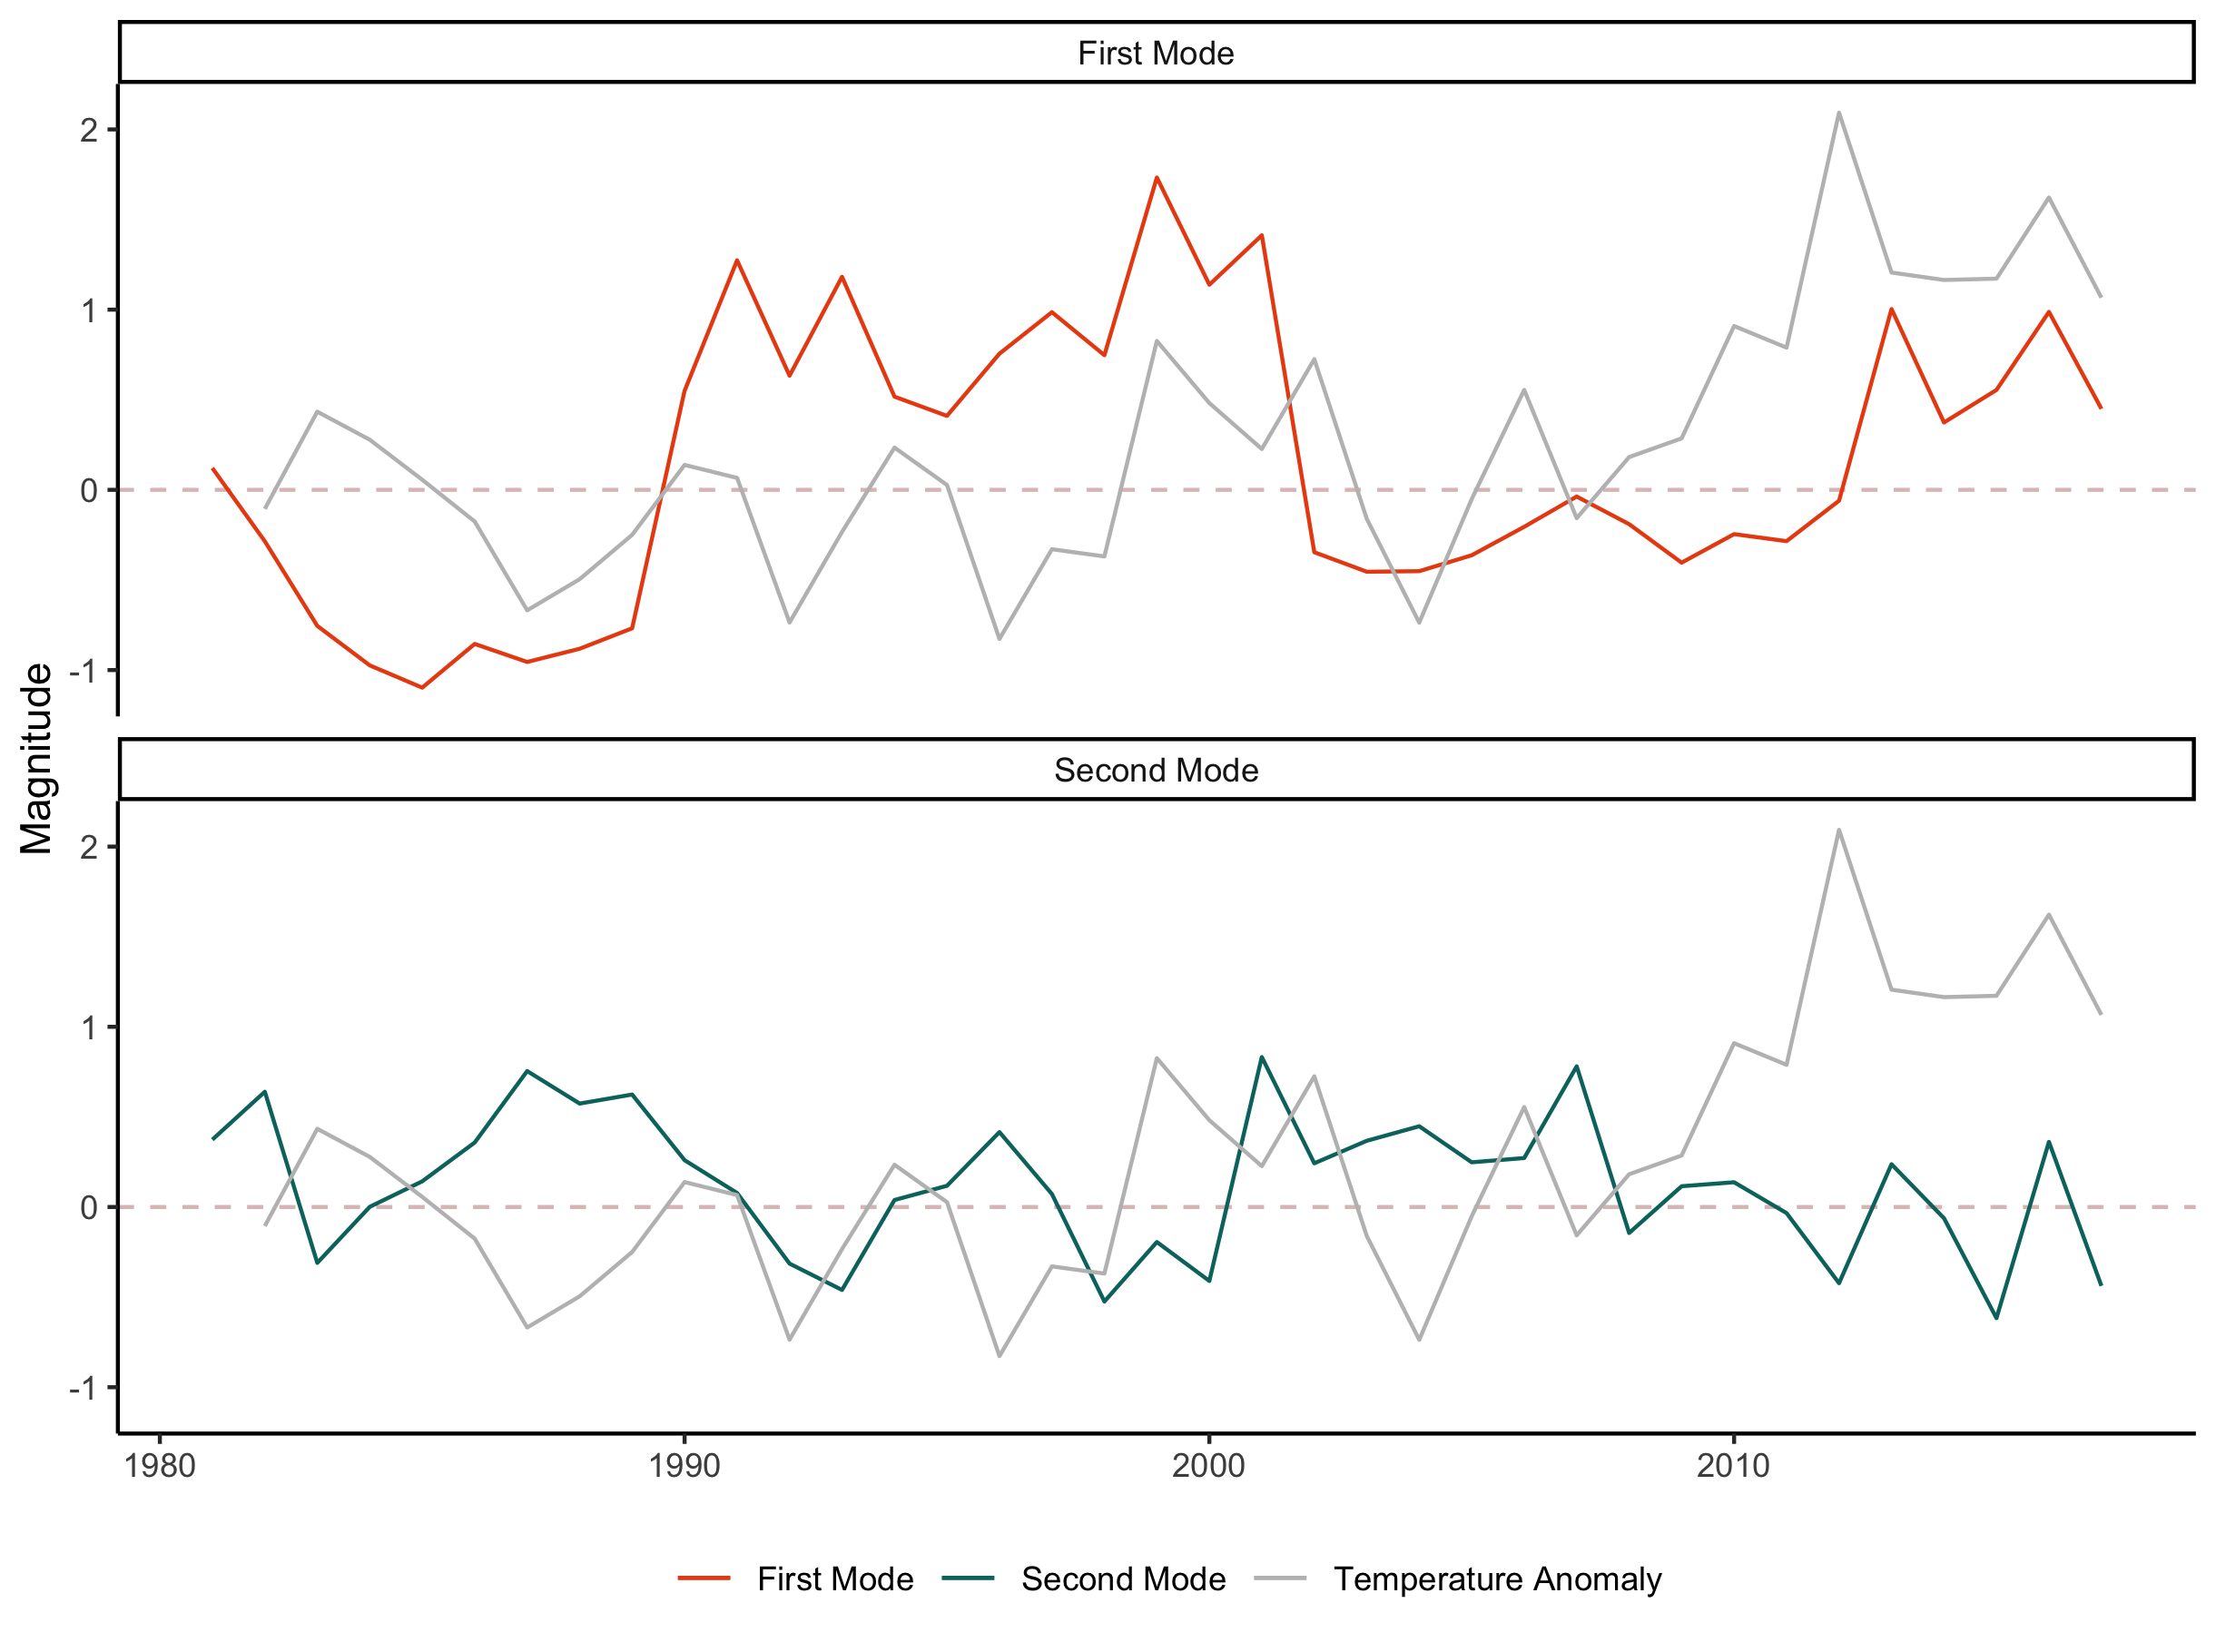 First Mode
2
1
0
-1
Magnitude
Second Mode
2
1
0
-1
1980 1990 2000 2010
First Mode Second Mode Temperature Anomaly